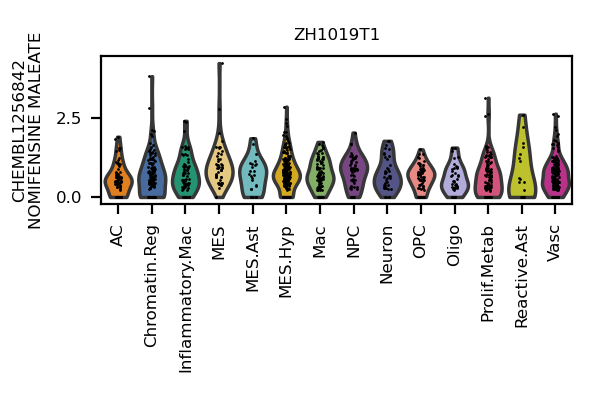 ZH1019T1
CHEMBL1256842
NOMIFENSINE MALEATE
2.5
0.0
AC
Chromatin.Reg
Inflammatory.Mac
MES
MES.Ast
MES.Hyp
Mac
NPC
Neuron
OPC
Oligo
Prolif.Metab
Reactive.Ast
Vasc